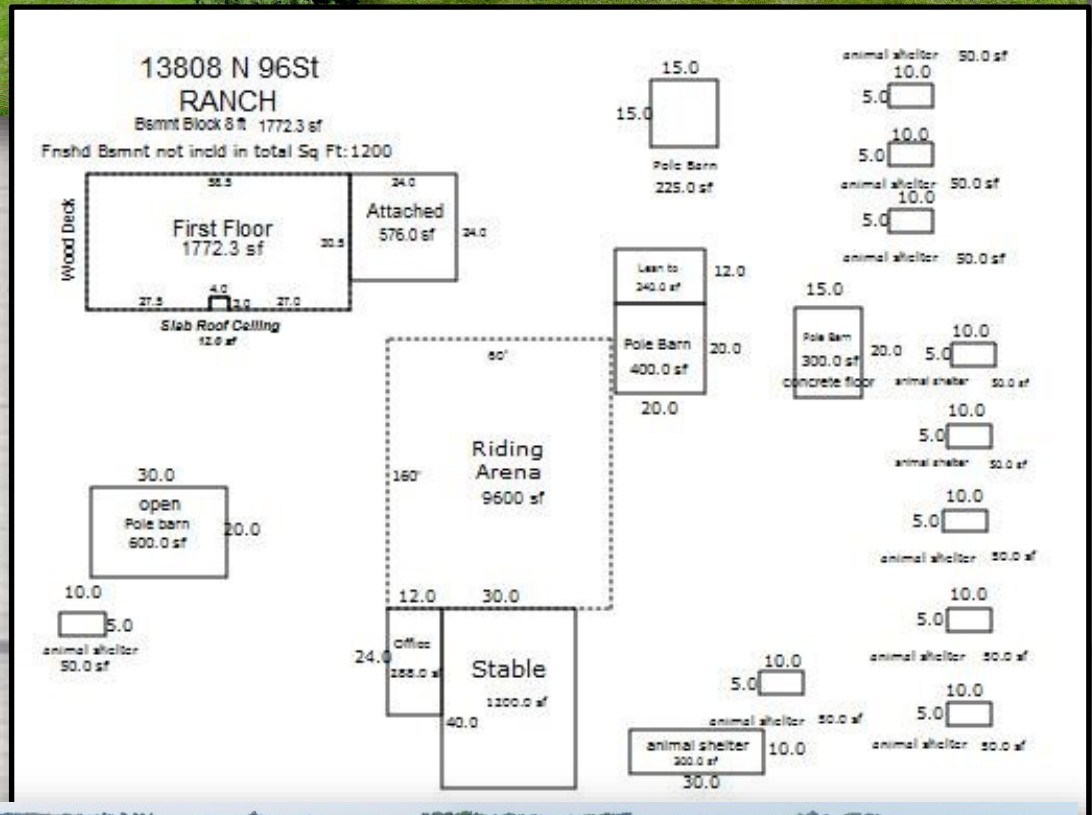 13808 N 96St
RANCH
Bsmnt Block 8 ft 1772.3 sf
Fnshd Bsmnt not incld in total Sq Ft: 1200
58.5
Wood Deck
First Floor
1772.3 sf
30.5
27.5
4.0
3.0
27.0
Slab Roof Ceiling
12.0 sf
24.0
Attached
576.0 sf
24.0
15.0
15.0
Pole Barn
225.0 sf
animal shelter 50.0 sf
10.0
5.0
10.0
5.0
animal shelter 50.0 sf
10.0
5.0
animal shelter 50.0 sf
Lean to
240.0 sf
12.0
Pole Barn
400.0 sf
20.0
20.0
15.0
Pole Barn
300.0 sf
20.0
concrete floor
10.0
5.0
animal shelter 50.0 sf
10.0
5.0
animal shelter 50.0 sf
10.0
5.0
animal shelter 50.0 sf
10.0
5.0
animal shelter 50.0 sf
10.0
5.0
animal shelter 50.0 sf
60'
160'
Riding
Arena
9600 sf
30.0
open
Pole barn
600.0 sf
20.0
10.0
5.0
animal shelter
50.0 sf
12.0
30.0
24.0
Office
288.0 sf
Stable
1200.0 sf
40.0
10.0
5.0
animal shelter 50.0 sf
animal shelter
300.0 sf
10.0
30.0